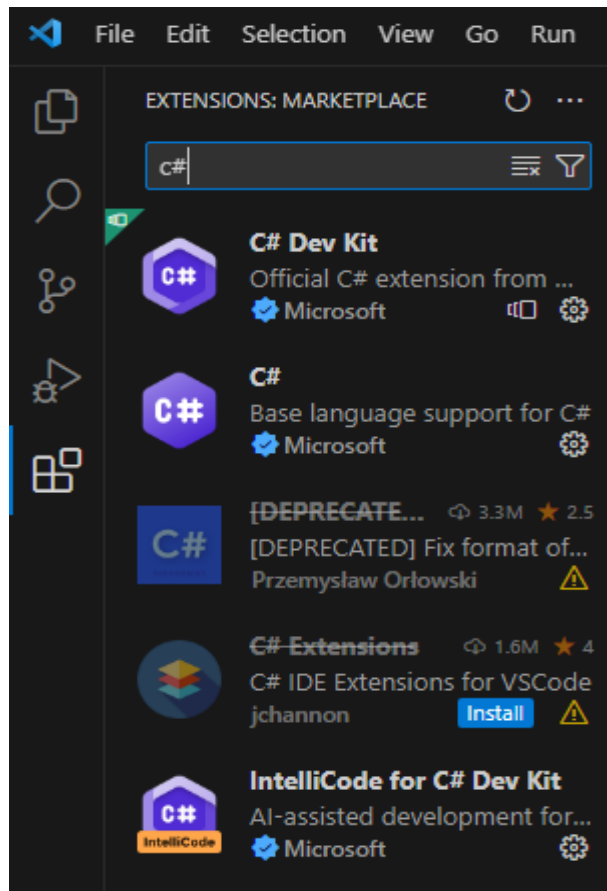 File Edit Selection View Go Run
EXTENSIONS: MARKETPLACE
c#
C# Dev Kit
C#
Official C# extension from ...
Microsoft
C#
C#
Base language support for C#
Microsoft
[DEPRECATE... 3.3M 2.5
C#
[DEPRECATED] Fix format of...
Przemysław Orłowski
C# Extensions 1.6M 4
C# IDE Extensions for VSCode
jchannon Install
IntelliCode for C# Dev Kit
C#
AI-assisted development for...
IntelliCode
Microsoft